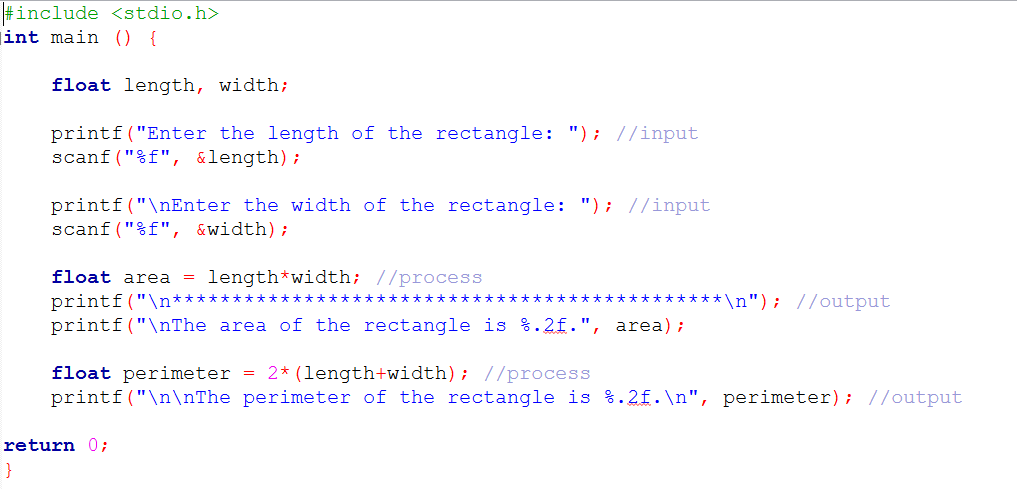 #include <stdio.h>
int main () {
float length, width;
printf("Enter the length of the rectangle: "); //input
scanf("%f", &length);
printf("\nEnter the width of the rectangle: "); //input
scanf("%f", &width);
float area = length*width; //process
printf("\n**********************************************\n"); //output
printf("\nThe area of the rectangle is %.2f.", area);
float perimeter = 2*(length+width); //process
printf("\n\nThe perimeter of the rectangle is %.2f.\n", perimeter); //output
return 0;
}